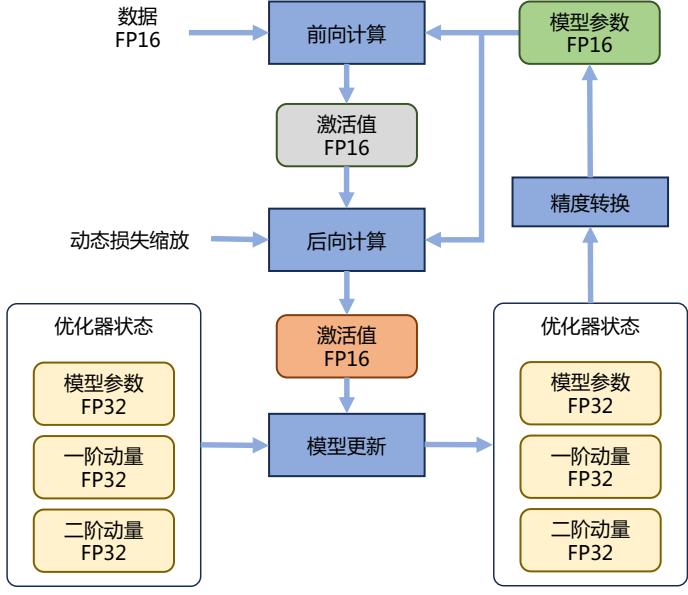 数据
FP16
前向计算
模型参数
FP16
激活值
FP16
精度转换
动态损失缩放
后向计算
优化器状态
模型参数
FP32
一阶动量
FP32
二阶动量
FP32
激活值
FP16
模型更新
优化器状态
模型参数
FP32
一阶动量
FP32
二阶动量
FP32